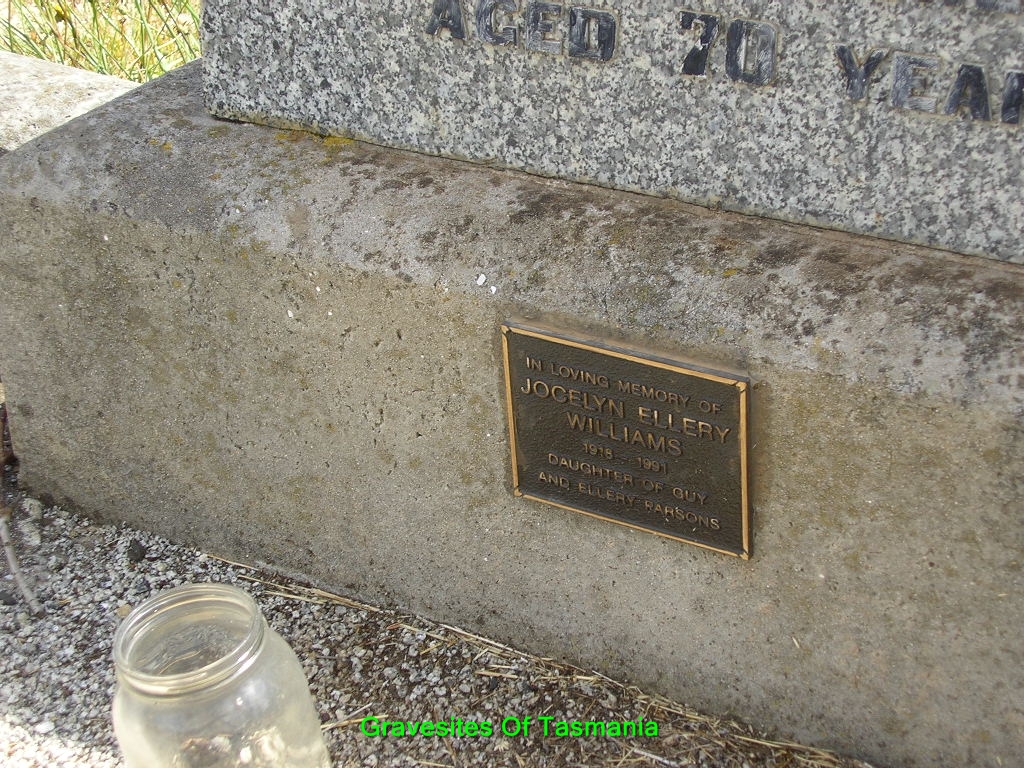 AGED 70 YEA
IN LOVING MEMORY OF
JOCELYN ELLERY
WILLIAMS
1918 - 1991
DAUGHTER OF GUY
AND ELLERY PARSONS
Gravesites Of Tasmania